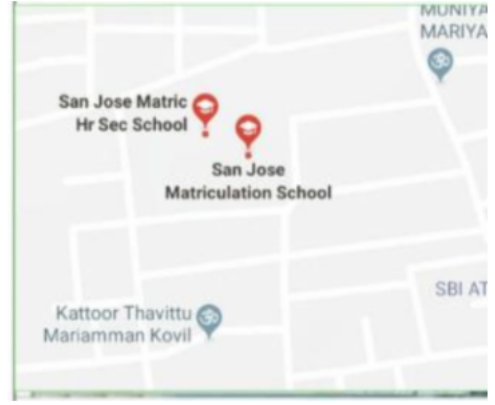 MUNIYA
MARIYA
San Jose Matric
Hr Sec School
San Jose
Matriculation School
SBI AT
Kattoor Thavittu
Mariamman Kovil